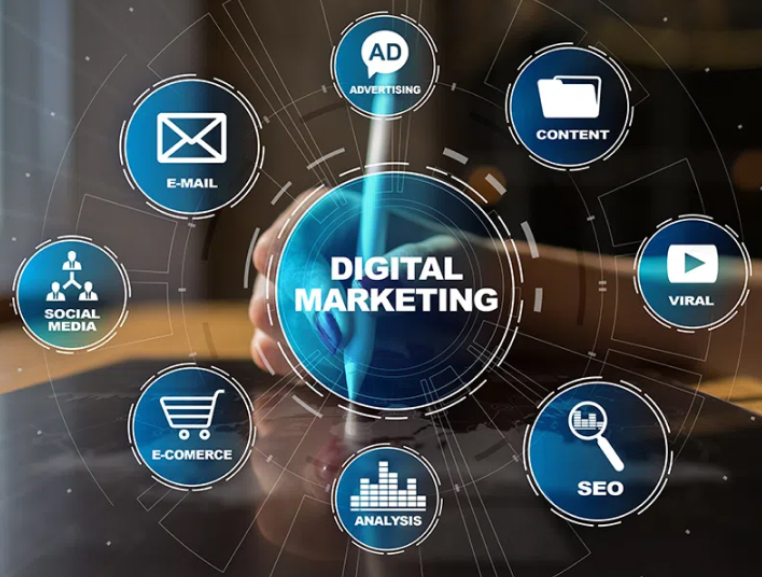 AD
ADVERTISING
CONTENT
E-MAIL
DIGITAL
MARKETING
VIRAL
SOCIAL
MEDIA
E-COMERCE
SEO
ANALYSIS